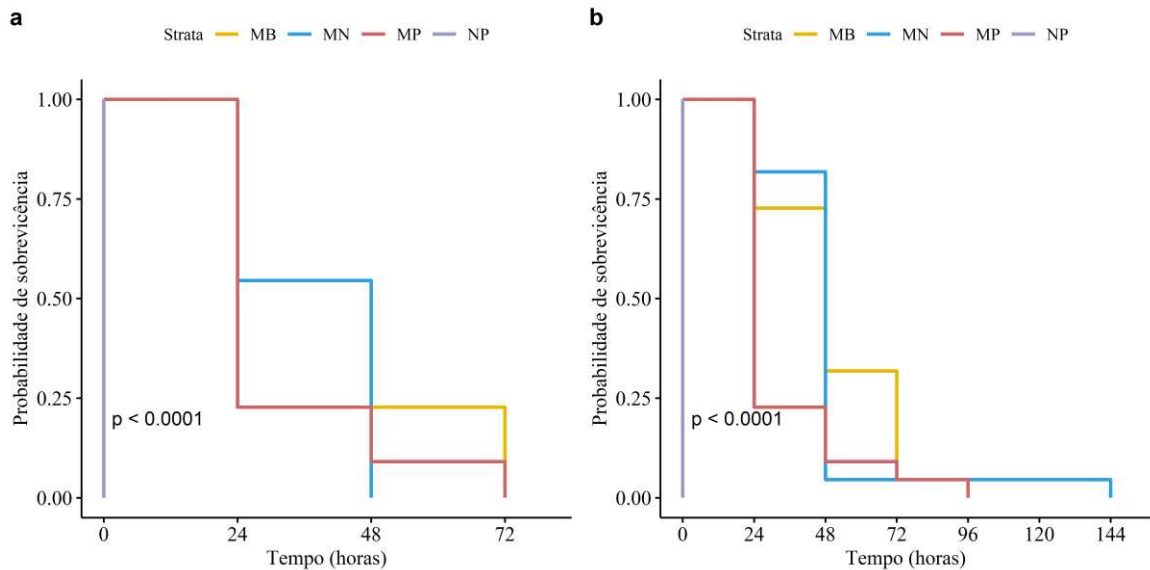 a
Strata MB MN MP NP
1.00
0.75
0.50
0.25
0.00
Probabilidade de sobrevicência
p < 0.0001
0 24 48 72
Tempo (horas)
b
Strata MB MN MP NP
1.00
0.75
0.50
0.25
0.00
Probabilidade de sobrevicência
p < 0.0001
0 24 48 72 96 120 144
Tempo (horas)